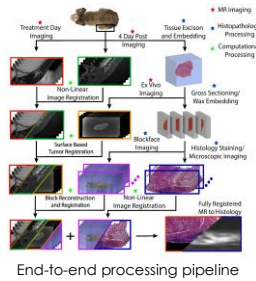 Treatment Day
Imaging
4 Day Post
Imaging
Tissue Excison
and Embedding
MR Imaging
Histopathology
Processing
Computational
Processing
Non-Linear
Image Registration
Ex Vivo
Imaging
Gross Sectioning/
Wax Embedding
Surface Based
Tumor Registration
Blockface
Imaging
Histology Staining/
Microscopic Imaging
Block Reconstruction
and Registration
Non-Linear
Image Registration
Fully Registered
MR to Histology
+
End-to-end processing pipeline